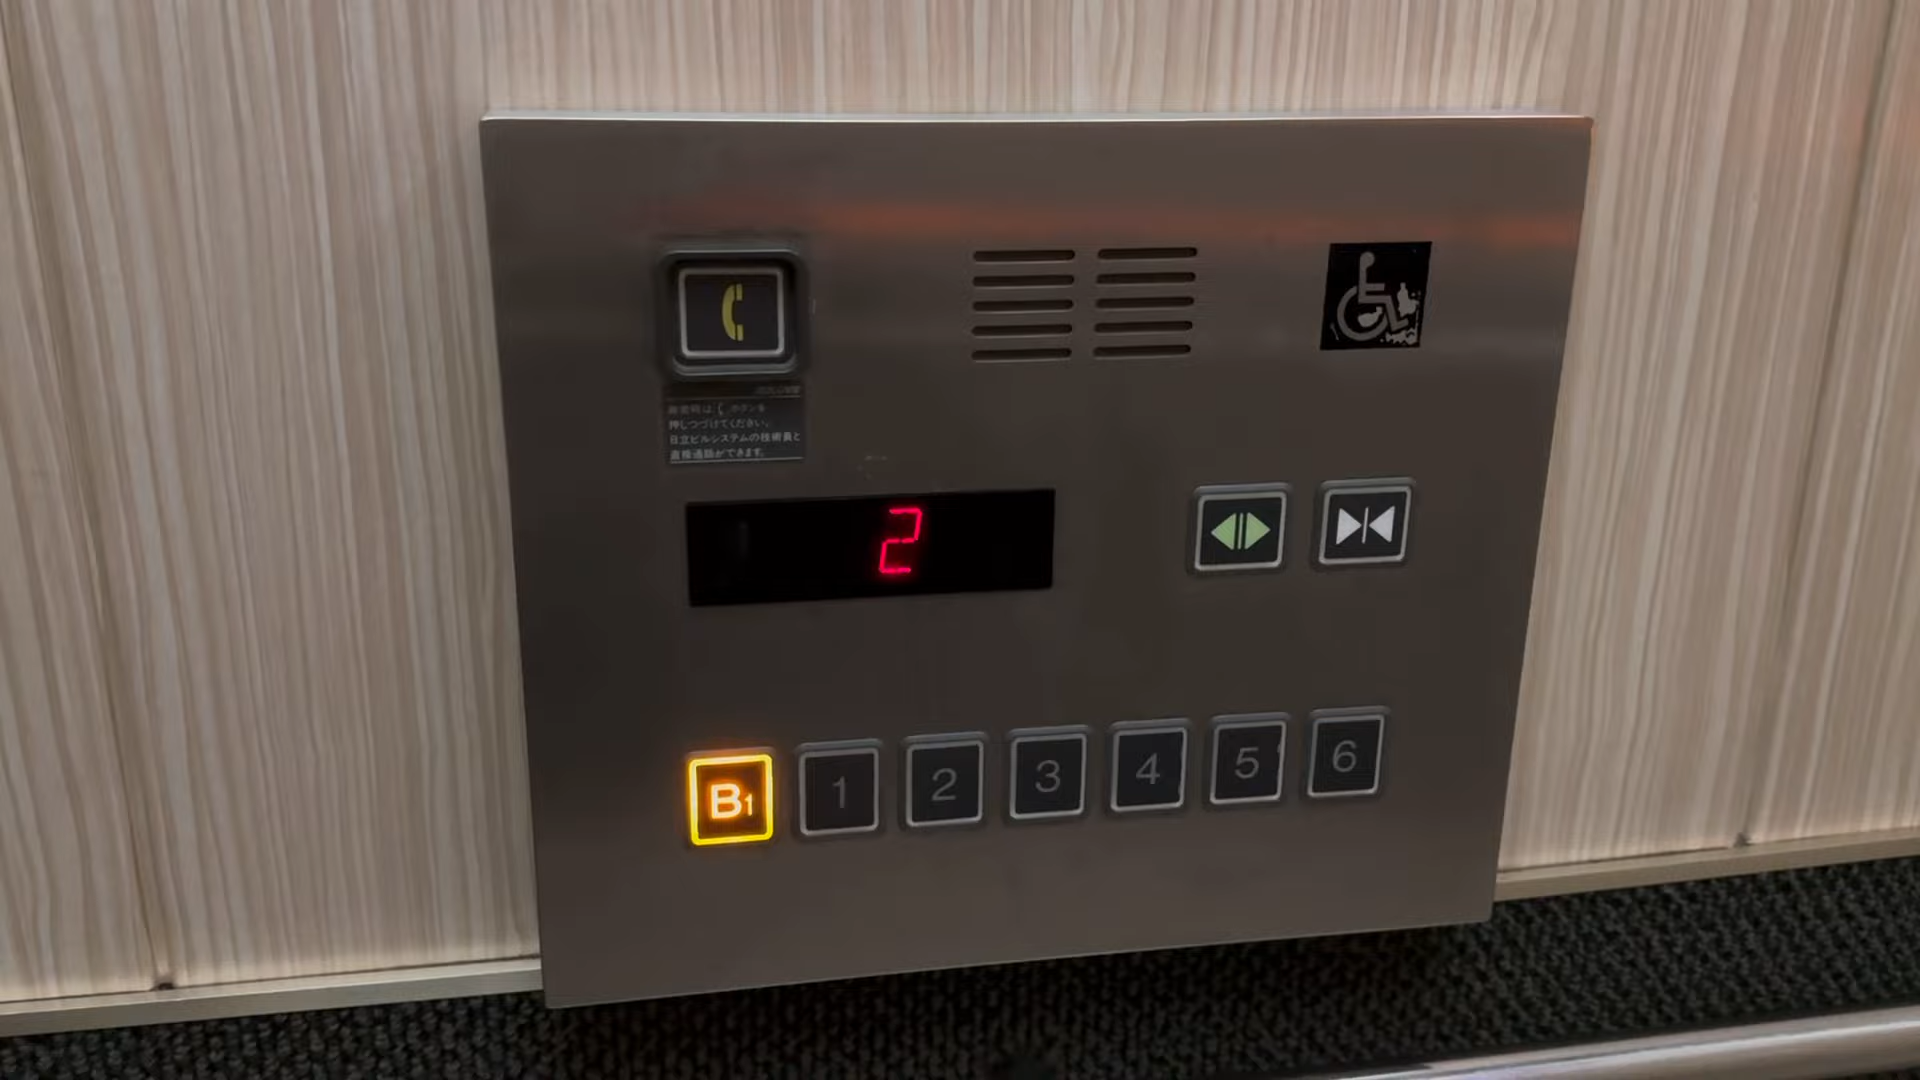 押しつづけてください。
日立ビルシステムの技術員と
直接通話ができます。
2
B1 1 2 3 4 5 6